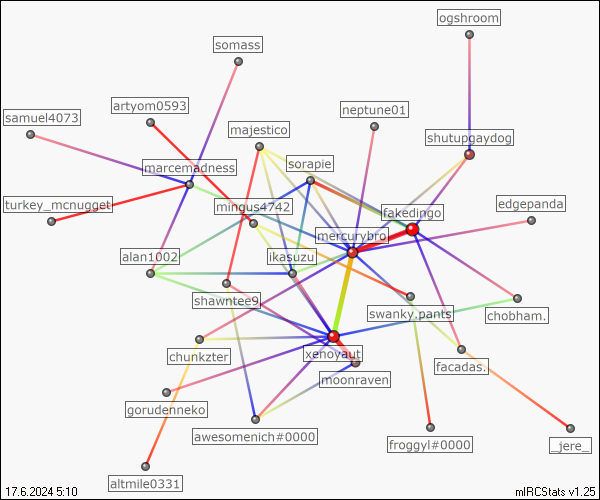 ogshroom
somass
artyom0593
neptune01
samuel4073
majestico
shutupgaydog
sorapie
marcemadness
turkey_mcnugget
mingus4742
fakedingo
edgepanda
mercurybro
alan1002
ikasuzu
shawntee9
swanky.pants
chobham.
chunkzter
xenoyaut
facadas.
moonraven
gorudenneko
awesomenich#0000
froggyl#0000
_jere_
altmile0331
17.6.2024 5:10
mIRCStats v1.25